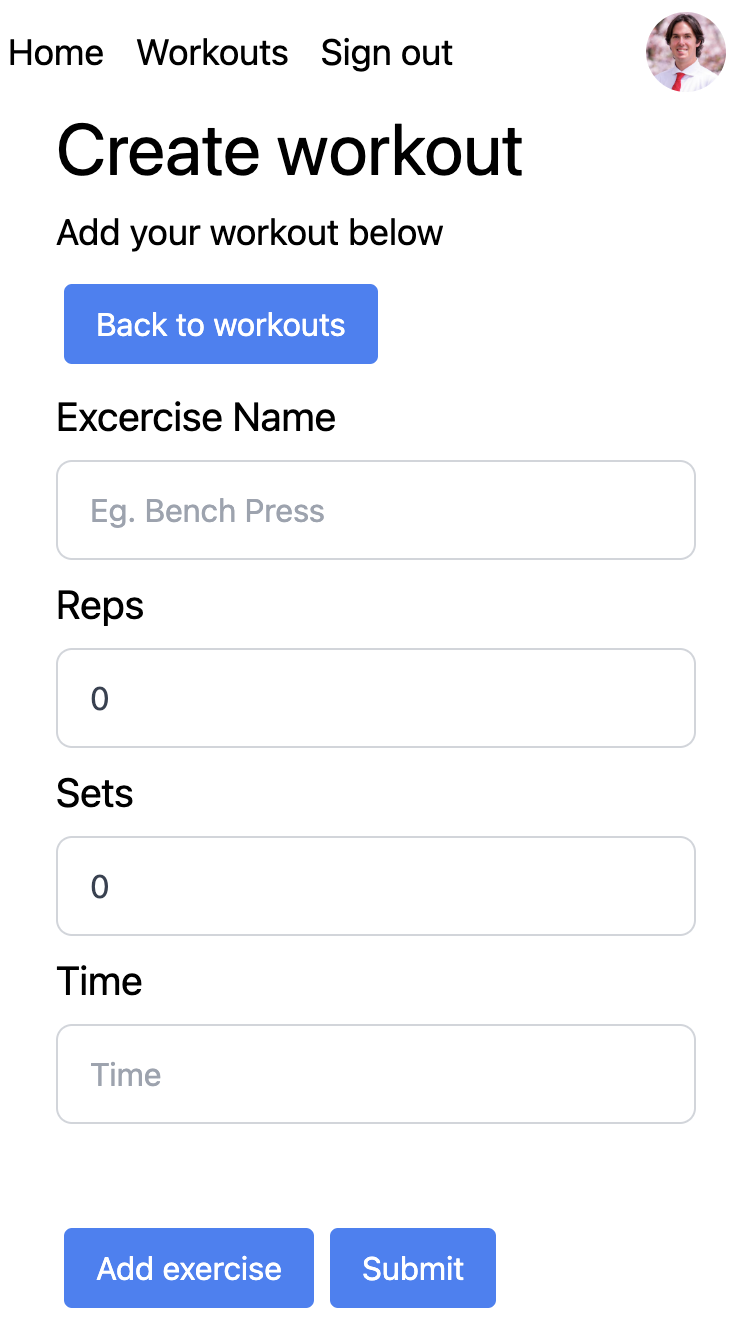 Home Workouts Sign out
Create workout
Add your workout below
Back to workouts
Excercise Name
Eg. Bench Press
Reps
0
Sets
0
Time
Time
Add exercise Submit